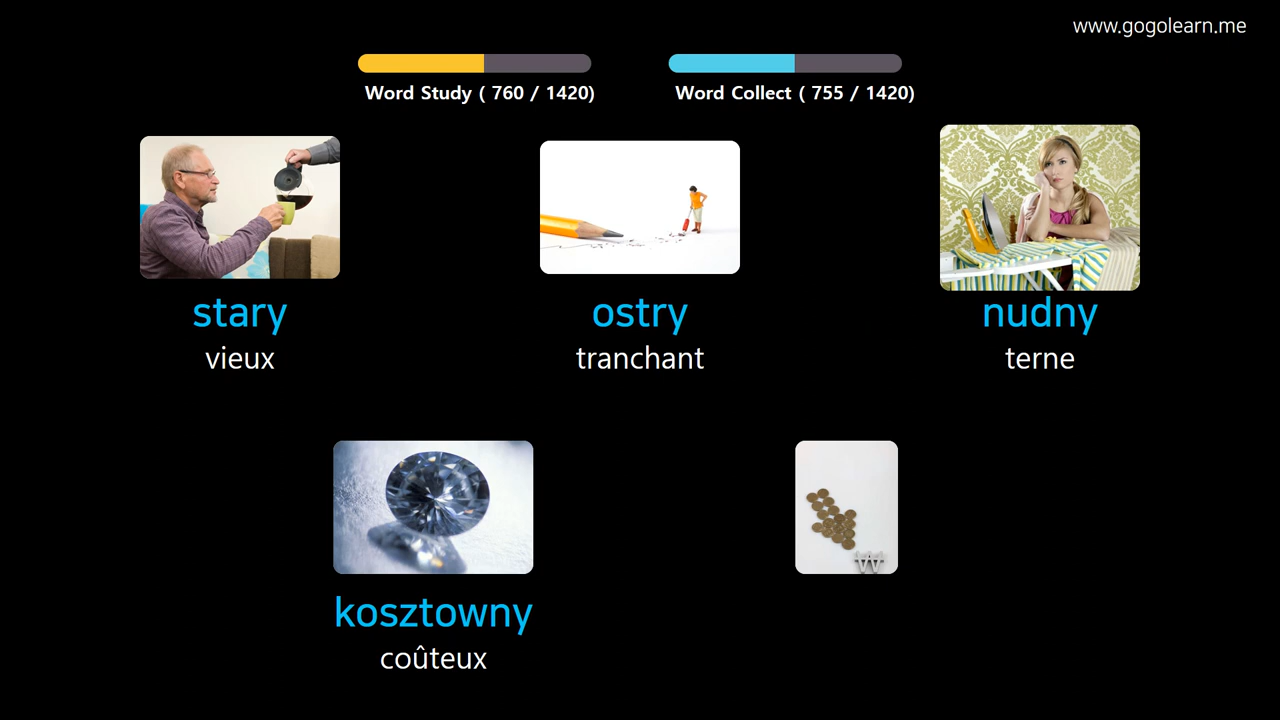 www.gogolearn.me
Word Study ( 760 / 1420)
Word Collect ( 755 / 1420)
stary
vieux
ostry
tranchant
nudny
terne
kosztowny
coûteux